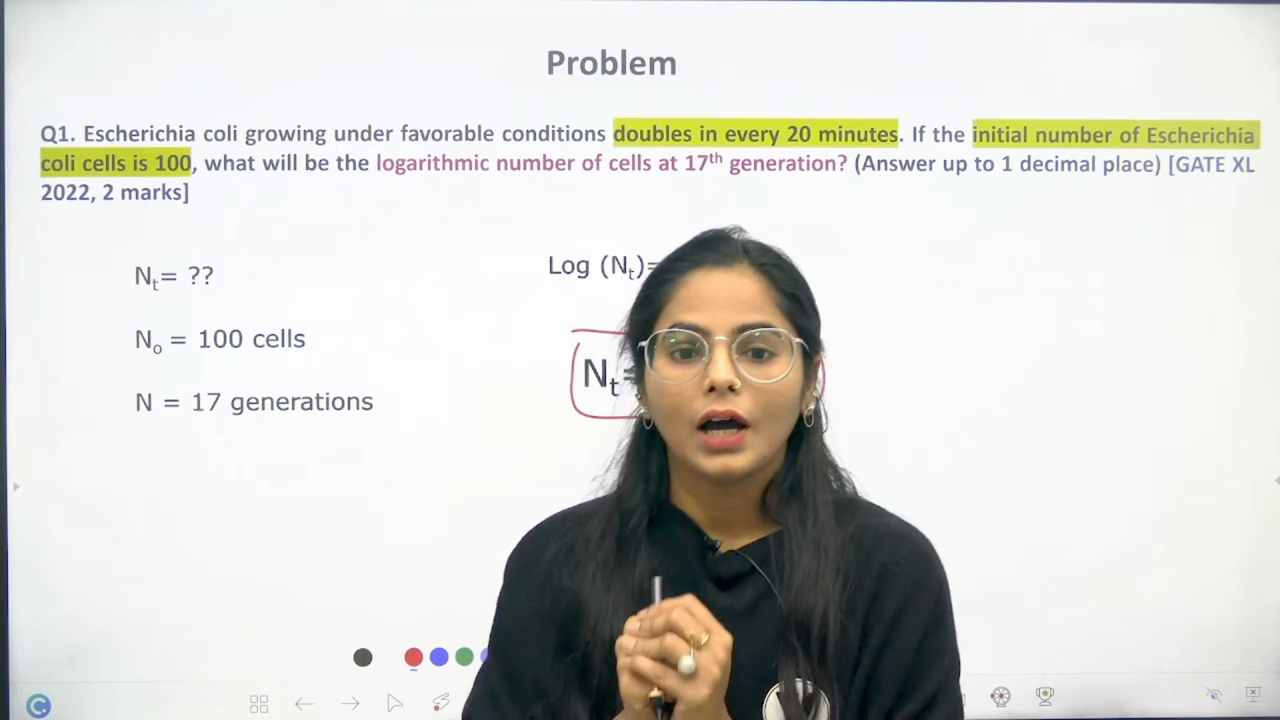 Problem
Q1. Escherichia coli growing under favorable conditions doubles in every 20 minutes. If the initial number of Escherichia
coli cells is 100, what will be the logarithmic number of cells at 17th generation? (Answer up to 1 decimal place) [GATE XL
2022, 2 marks]
Nt= ??
Log (Nt)=
No = 100 cells
Nt=
N = 17 generations